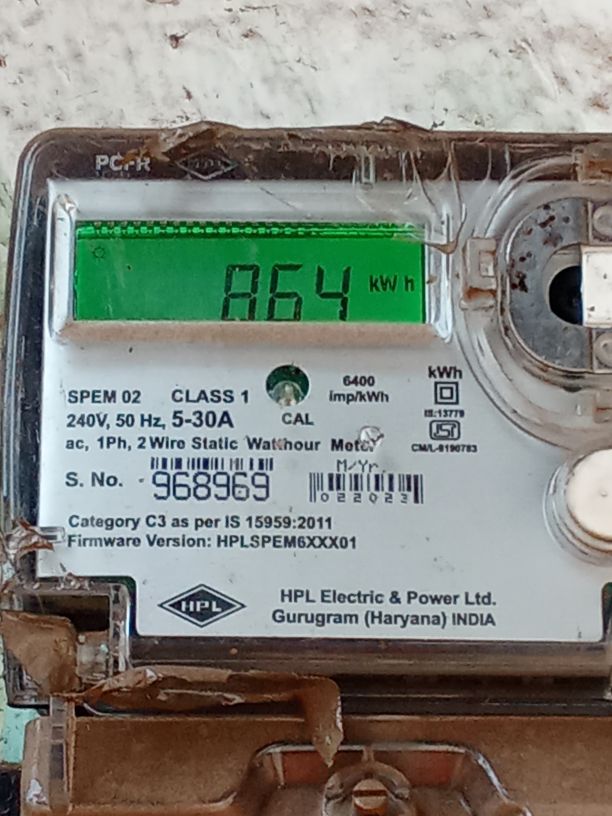 864 kWh
SPEM 02 CLASS 1
6400 imp/kWh
kWh
240V, 50 Hz, 5-30A
CAL
IS:13779
ac, 1Ph, 2 Wire Static Watthour Meter
CM/L-9190783
S. No. - 968969
M/Yr.
022023
Category C3 as per IS 15959:2011
Firmware Version: HPLSPEM6XXX01
HPL
HPL Electric & Power Ltd.
Gurugram (Haryana) INDIA